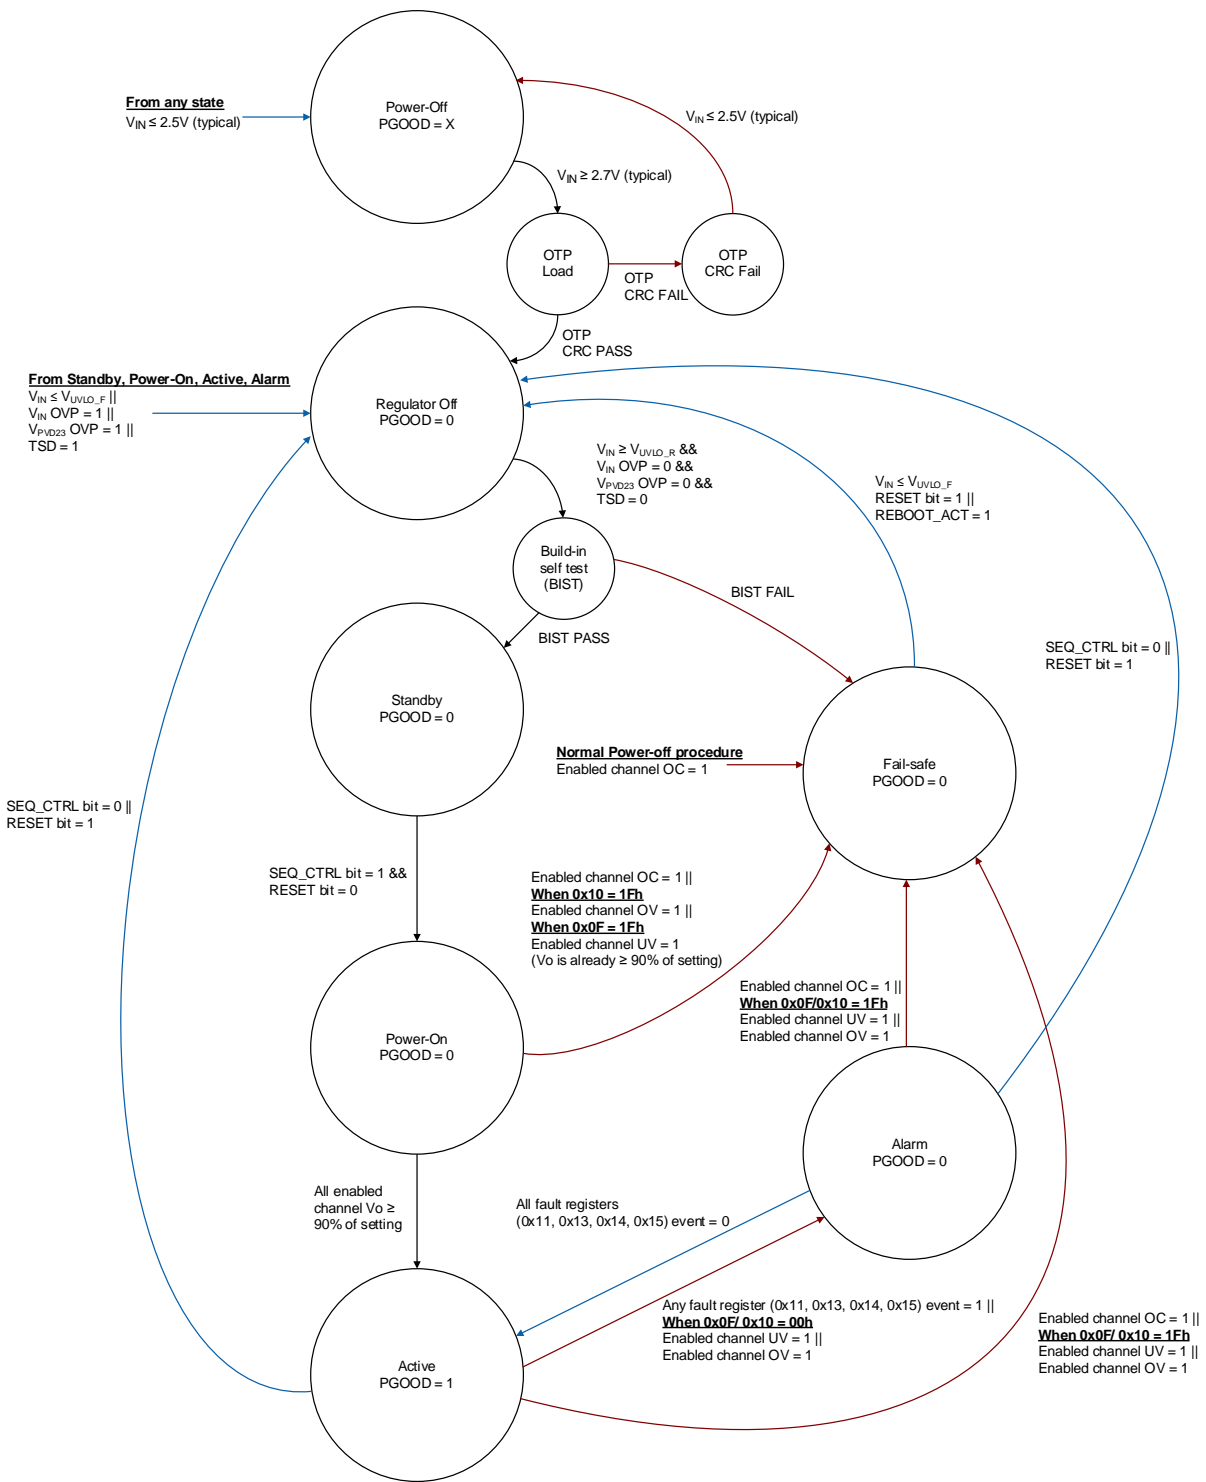 Power-Off
PGOOD = X
From any state
VIN ≤ 2.5V (typical)
VIN ≤ 2.5V (typical)
VIN ≥ 2.7V (typical)
OTP
Load
OTP
CRC Fail
OTP
CRC FAIL
OTP
CRC PASS
From Standby, Power-On, Active, Alarm
VIN ≤ VUVLO_F ||
VIN OVP = 1 ||
VPVD23 OVP = 1 ||
TSD = 1
Regulator Off
PGOOD = 0
VIN ≥ VUVLO_R &&
VIN OVP = 0 &&
VPVD23 OVP = 0 &&
TSD = 0
VIN ≤ VUVLO_F
RESET bit = 1 ||
REBOOT_ACT = 1
Build-in
self test
(BIST)
BIST FAIL
BIST PASS
SEQ_CTRL bit = 0 ||
RESET bit = 1
Standby
PGOOD = 0
Normal Power-off procedure
Enabled channel OC = 1
Fail-safe
PGOOD = 0
SEQ_CTRL bit = 0 ||
RESET bit = 1
SEQ_CTRL bit = 1 &&
RESET bit = 0
Enabled channel OC = 1 ||
When 0x10 = 1Fh
Enabled channel OV = 1 ||
When 0x0F = 1Fh
Enabled channel UV = 1
(Vo is already ≥ 90% of setting)
Enabled channel OC = 1 ||
When 0x0F/0x10 = 1Fh
Enabled channel UV = 1 ||
Enabled channel OV = 1
Power-On
PGOOD = 0
Alarm
PGOOD = 0
All enabled
channel Vo ≥
90% of setting
All fault registers
(0x11, 0x13, 0x14, 0x15) event = 0
Any fault register (0x11, 0x13, 0x14, 0x15) event = 1 ||
When 0x0F/ 0x10 = 00h
Enabled channel UV = 1 ||
Enabled channel OV = 1
Enabled channel OC = 1 ||
When 0x0F/ 0x10 = 1Fh
Enabled channel UV = 1 ||
Enabled channel OV = 1
Active
PGOOD = 1